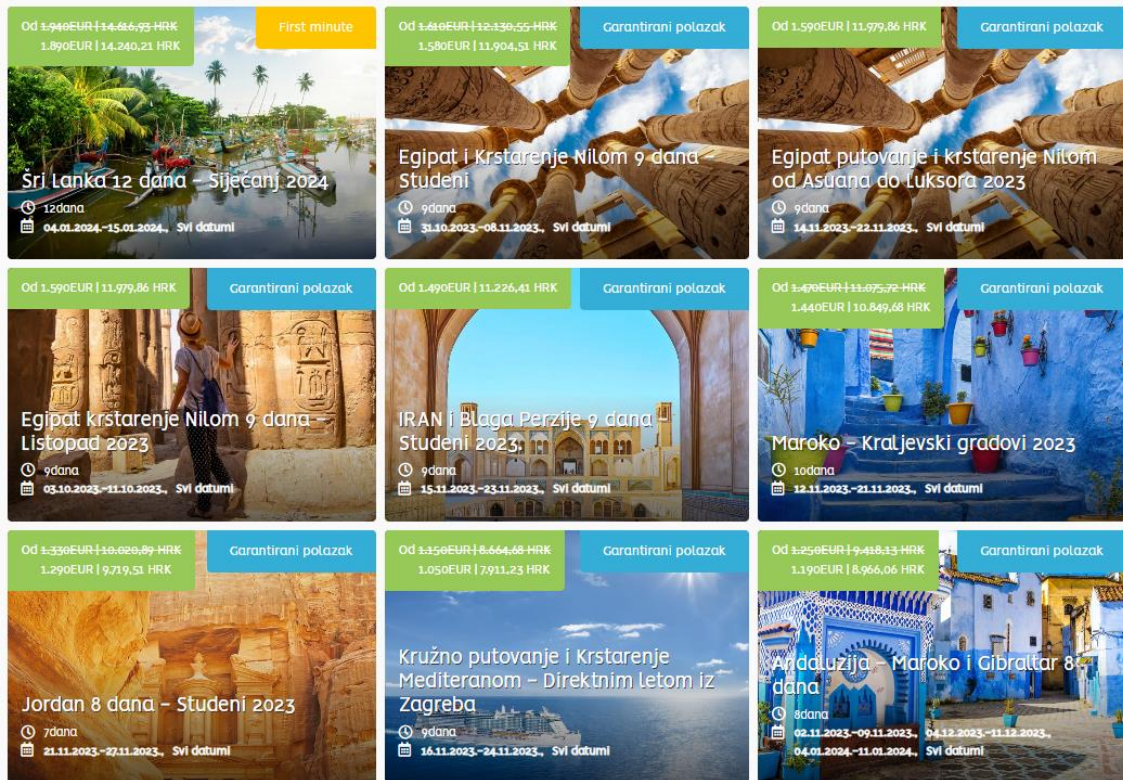 Od 1.940EUR | 14.616,93 HRK
1.890EUR | 14.240,21 HRK
First minute
Šri Lanka 12 dana – Siječanj 2024
12dana
04.01.2024.-15.01.2024., Svi datumi
Od 1.610EUR | 12.130,55 HRK
1.580EUR | 11.904,51 HRK
Garantirani polazak
Egipat i Krstarenje Nilom 9 dana –
Studeni
9dana
31.10.2023.-08.11.2023., Svi datumi
Od 1.590EUR | 11.979,86 HRK
Garantirani polazak
Egipat putovanje i krstarenje Nilom
od Asuana do Luksora 2023
9dana
14.11.2023.-22.11.2023., Svi datumi
Od 1.590EUR | 11.979,86 HRK
Garantirani polazak
Egipat krstarenje Nilom 9 dana –
Listopad 2023
9dana
03.10.2023.-11.10.2023., Svi datumi
Od 1.490EUR | 11.226,41 HRK
Garantirani polazak
IRAN i Blaga Perzije 9 dana –
Studeni 2023.
9dana
15.11.2023.-23.11.2023., Svi datumi
Od 1.470EUR | 11.075,72 HRK
1.440EUR | 10.849,68 HRK
Garantirani polazak
Maroko – Kraljevski gradovi 2023
10dana
12.11.2023.-21.11.2023., Svi datumi
Od 1.330EUR | 10.020,89 HRK
1.290EUR | 9.719,51 HRK
Garantirani polazak
Jordan 8 dana – Studeni 2023
7dana
21.11.2023.-27.11.2023., Svi datumi
Od 1.150EUR | 8.664,68 HRK
1.050EUR | 7.911,23 HRK
Garantirani polazak
Kružno putovanje i Krstarenje
Mediteranom – Direktnim letom iz
Zagreba
9dana
16.11.2023.-24.11.2023., Svi datumi
Od 1.250EUR | 9.418,13 HRK
1.190EUR | 8.966,06 HRK
Garantirani polazak
Andaluzija – Maroko i Gibraltar 8
dana
8dana
02.11.2023.-09.11.2023., 04.12.2023.-11.12.2023.,
04.01.2024.-11.01.2024., Svi datumi